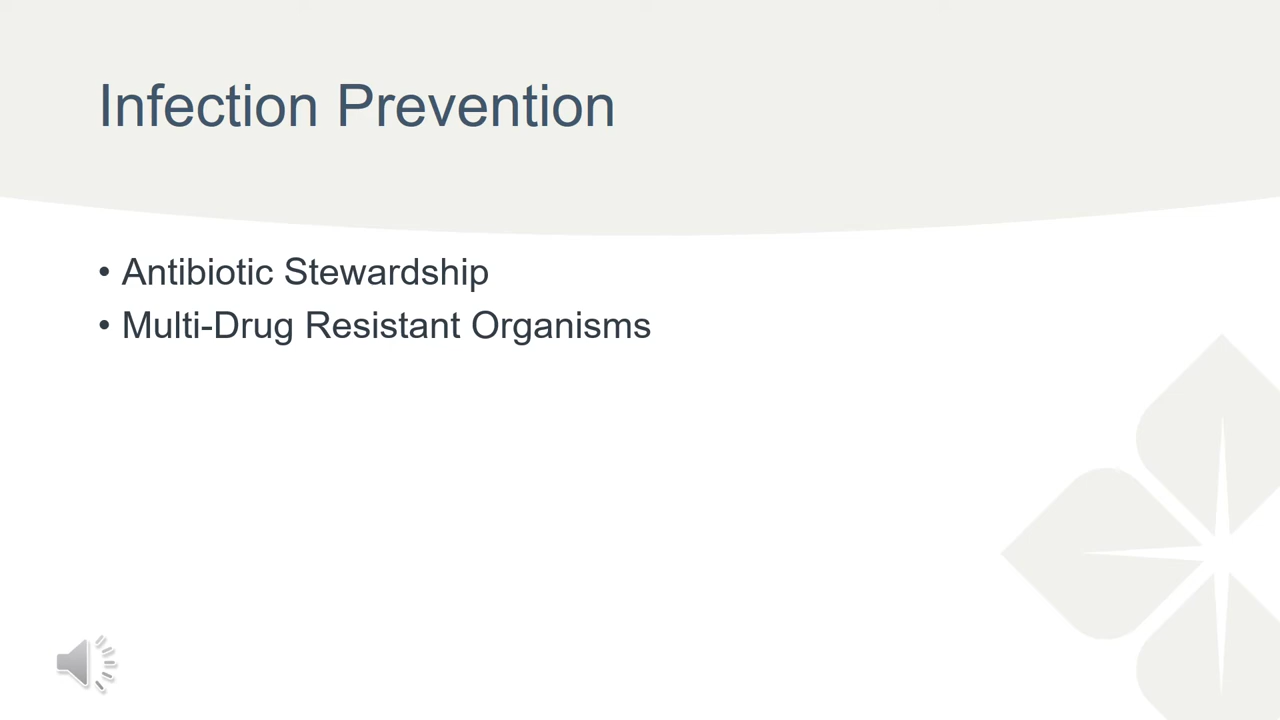 Infection Prevention
• Antibiotic Stewardship
• Multi-Drug Resistant Organisms